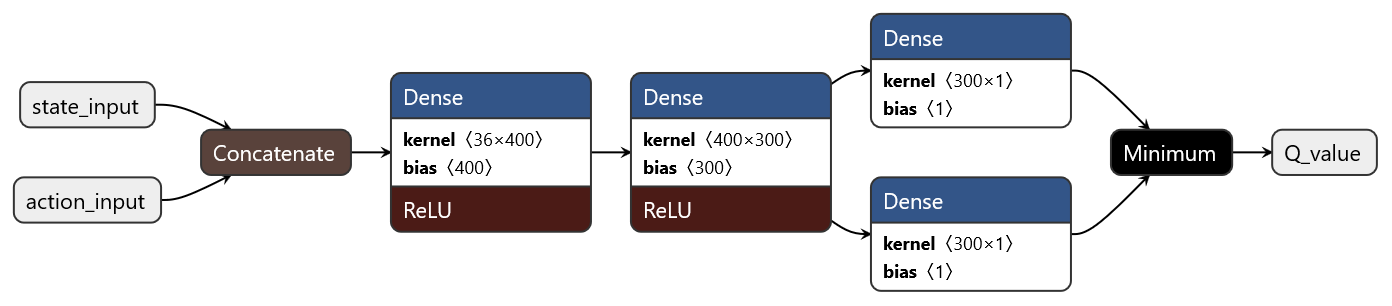 state_input
action_input
Concatenate
Dense
kernel〈36×400〉
bias〈400〉
ReLU
Dense
kernel〈400×300〉
bias〈300〉
ReLU
Dense
kernel〈300×1〉
bias〈1〉
Dense
kernel〈300×1〉
bias〈1〉
Minimum
Q_value